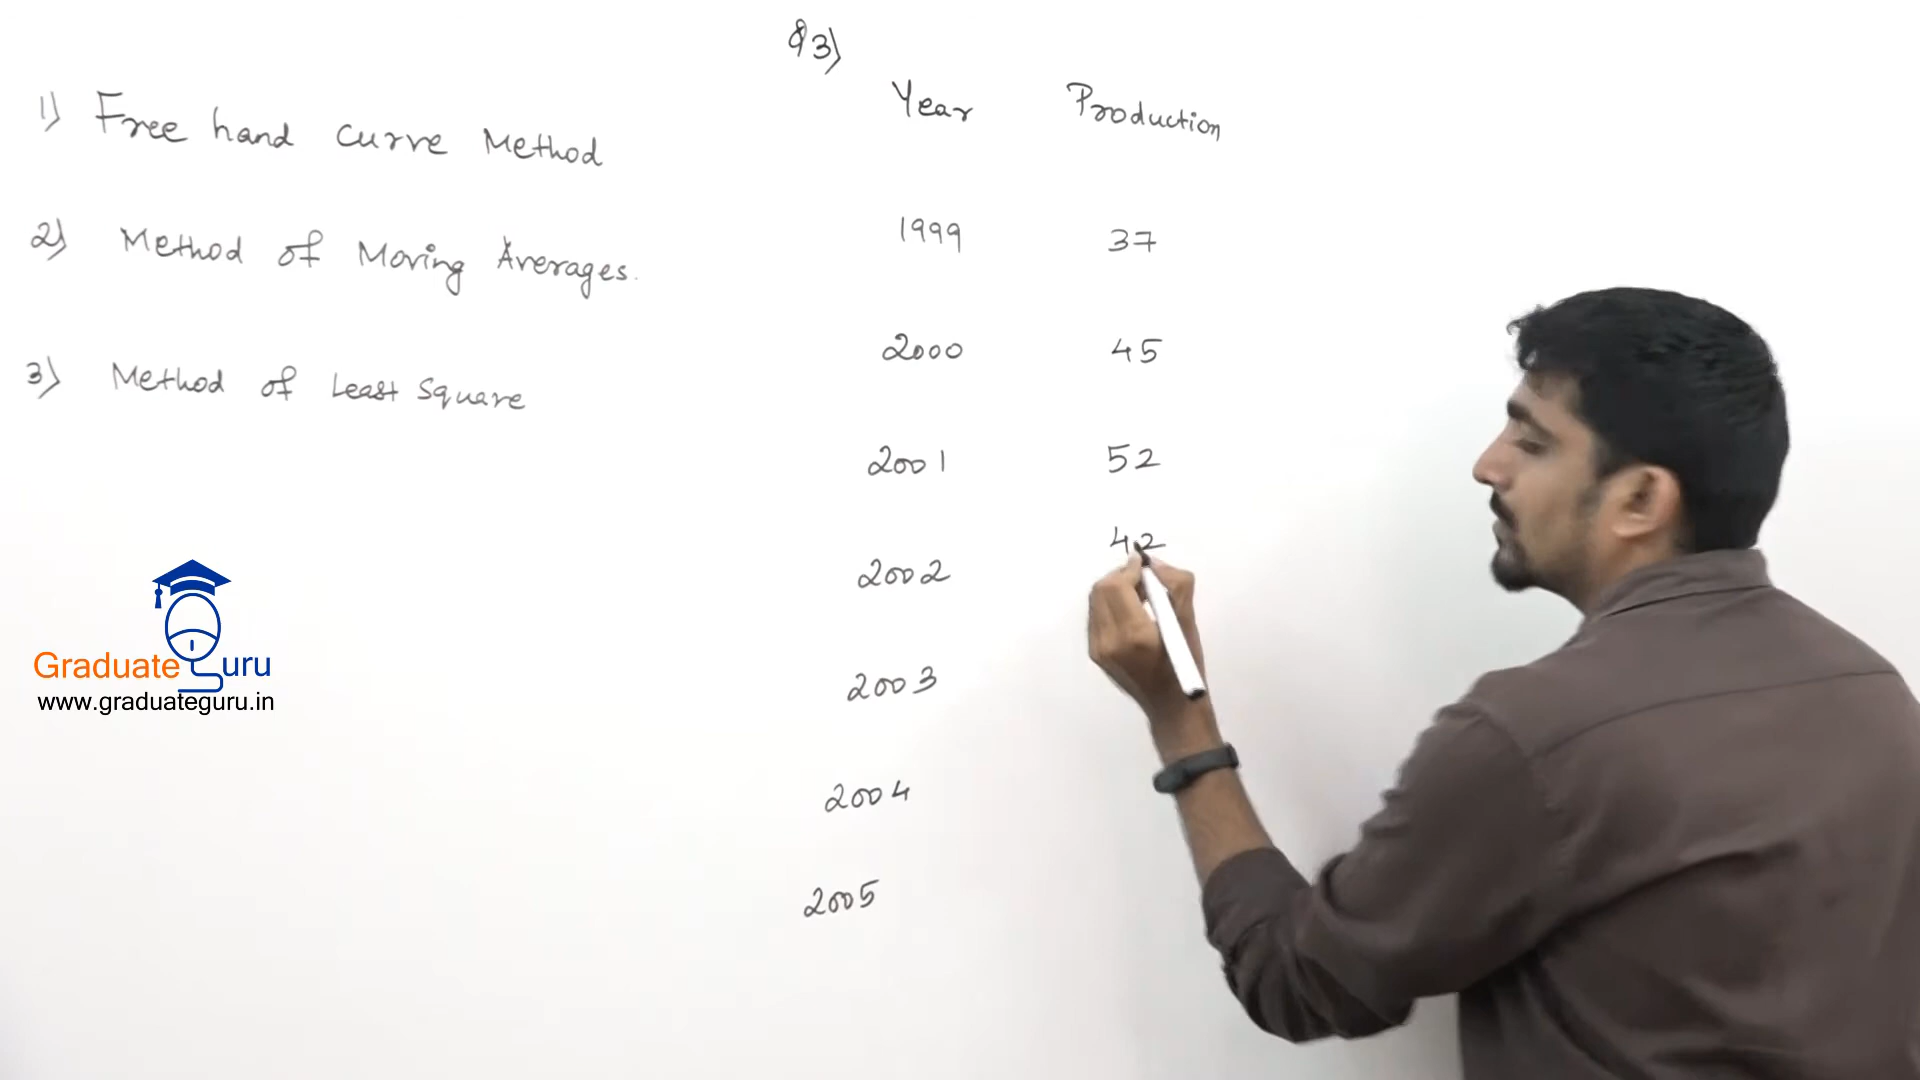 1) Free hand curve Method
2) Method of Moving Averages.
3) Method of Least Square
Graduate Guru
www.graduateguru.in
Q3)
Year Production
1999 37
2000 45
2001 52
2002 42
2003
2004
2005